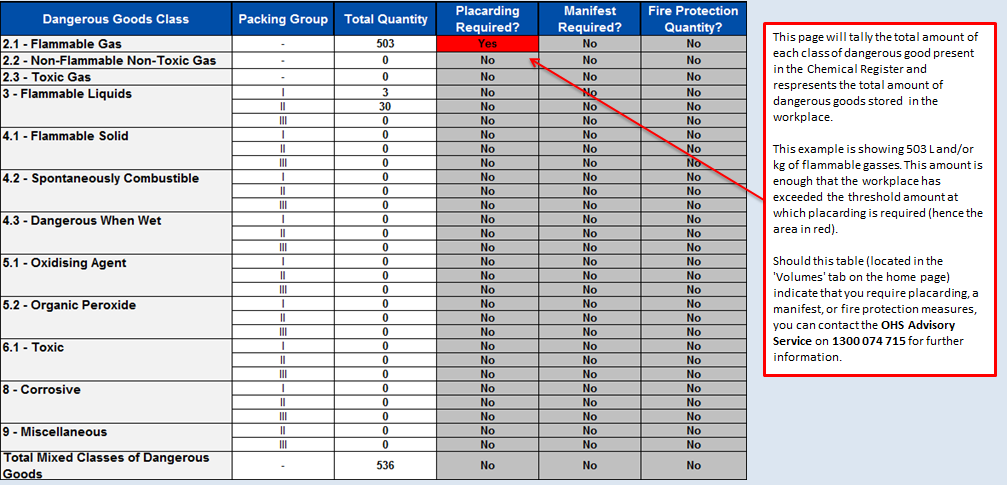 Dangerous Goods Class Packing Group Total Quantity Placarding Required? Manifest Required? Fire Protection Quantity?
2.1 - Flammable Gas - 503 Yes No No
2.2 - Non-Flammable Non-Toxic Gas - 0 No No No
2.3 - Toxic Gas - 0 No No No
3 - Flammable Liquids I 3 No No No
II 30 No No No
III 0 No No No
4.1 - Flammable Solid I 0 No No No
II 0 No No No
III 0 No No No
4.2 - Spontaneously Combustible I 0 No No No
II 0 No No No
III 0 No No No
4.3 - Dangerous When Wet I 0 No No No
II 0 No No No
III 0 No No No
5.1 - Oxidising Agent I 0 No No No
II 0 No No No
III 0 No No No
5.2 - Organic Peroxide I 0 No No No
II 0 No No No
III 0 No No No
6.1 - Toxic I 0 No No No
II 0 No No No
III 0 No No No
8 - Corrosive I 0 No No No
II 0 No No No
III 0 No No No
9 - Miscellaneous II 0 No No No
III 0 No No No
Total Mixed Classes of Dangerous Goods - 536 No No No
This page will tally the total amount of
each class of dangerous good present
in the Chemical Register and
respresents the total amount of
dangerous goods stored in the
workplace.
This example is showing 503 L and/or
kg of flammable gasses. This amount is
enough that the workplace has
exceeded the threshold amount at
which placarding is required (hence the
area in red).
Should this table (located in the
'Volumes' tab on the home page)
indicate that you require placarding, a
manifest, or fire protection measures,
you can contact the OHS Advisory
Service on 1300 074 715 for further
information.